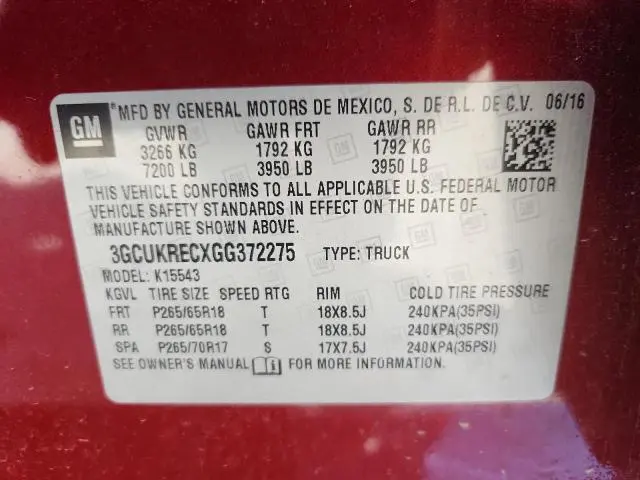 GM ®MFD BY GENERAL MOTORS DE MEXICO, S. DE R.L. DE C.V. 06/16
GVWR GAWR FRT GAWR RR
3266 KG 1792 KG 1792 KG
7200 LB 3950 LB 3950 LB
THIS VEHICLE CONFORMS TO ALL APPLICABLE U.S. FEDERAL MOTOR
VEHICLE SAFETY STANDARDS IN EFFECT ON THE DATE OF
MANUFACTURE SHOWN ABOVE.
3GCUKRECXGG372275 TYPE: TRUCK
MODEL: K15543
KGVL TIRE SIZE SPEED RTG RIM COLD TIRE PRESSURE
FRT P265/65R18 T 18X8.5J 240KPA(35PSI)
RR P265/65R18 T 18X8.5J 240KPA(35PSI)
SPA P265/70R17 S 17X7.5J 240KPA(35PSI)
SEE OWNER'S MANUAL FOR MORE INFORMATION.